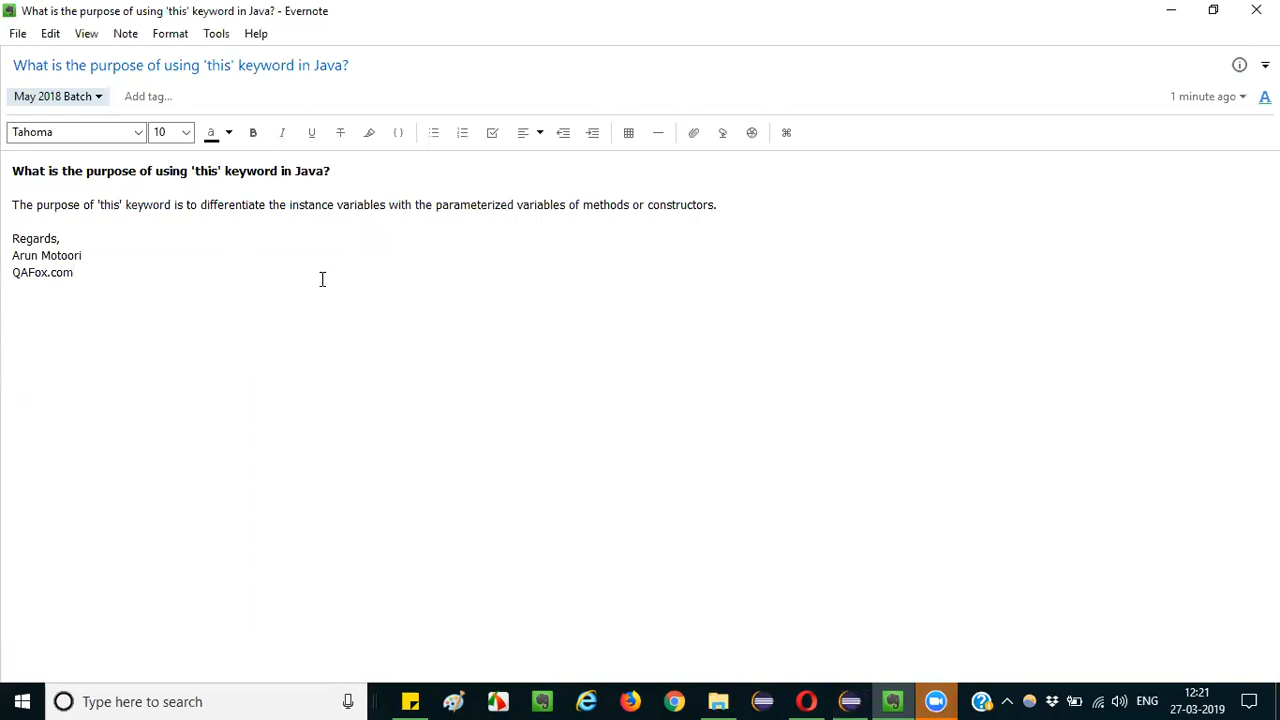 What is the purpose of using 'this' keyword in Java? - Evernote
File Edit View Note Format Tools Help
What is the purpose of using 'this' keyword in Java?
May 2018 Batch Add tag... 1 minute ago
Tahoma 10 a B I U T
What is the purpose of using 'this' keyword in Java?
The purpose of 'this' keyword is to differentiate the instance variables with the parameterized variables of methods or constructors.
Regards,
Arun Motoori
QAFox.com
Type here to search ENG 12:21
27-03-2019